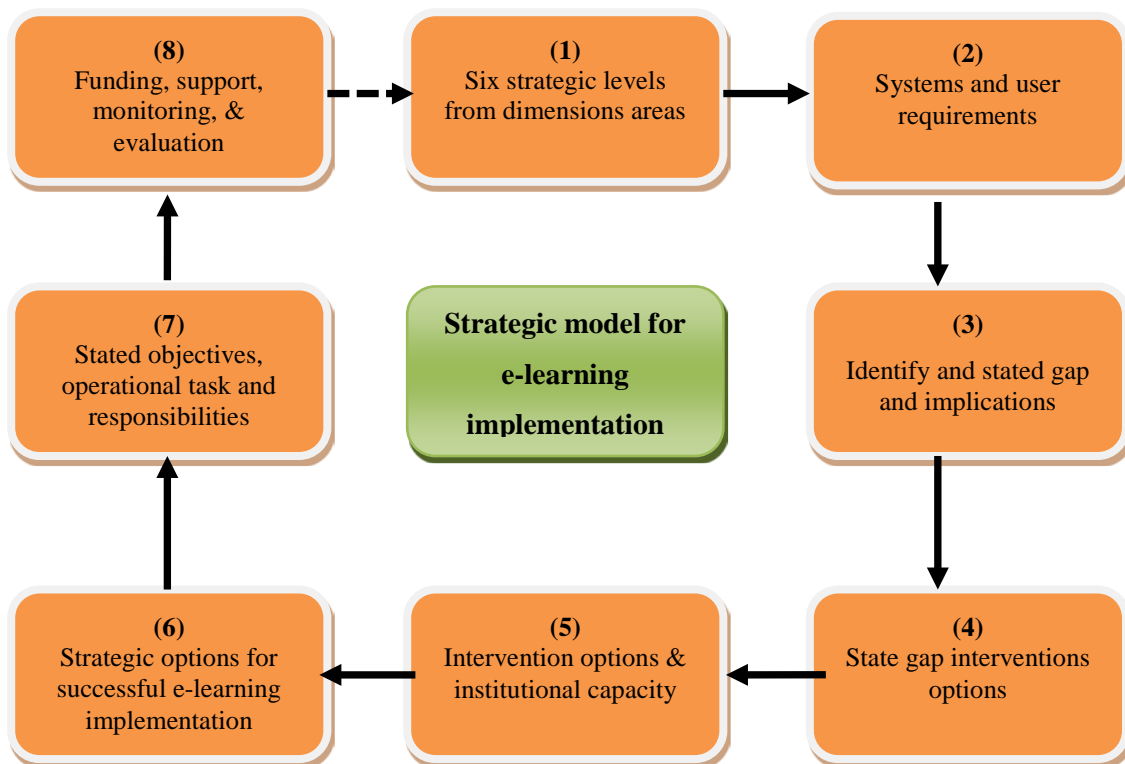 (8)
Funding, support,
monitoring, &
evaluation
(1)
Six strategic levels
from dimensions areas
(2)
Systems and user
requirements
(7)
Stated objectives,
operational task and
responsibilities
Strategic model for
e-learning
implementation
(3)
Identify and stated gap
and implications
(6)
Strategic options for
successful e-learning
implementation
(5)
Intervention options &
institutional capacity
(4)
State gap interventions
options